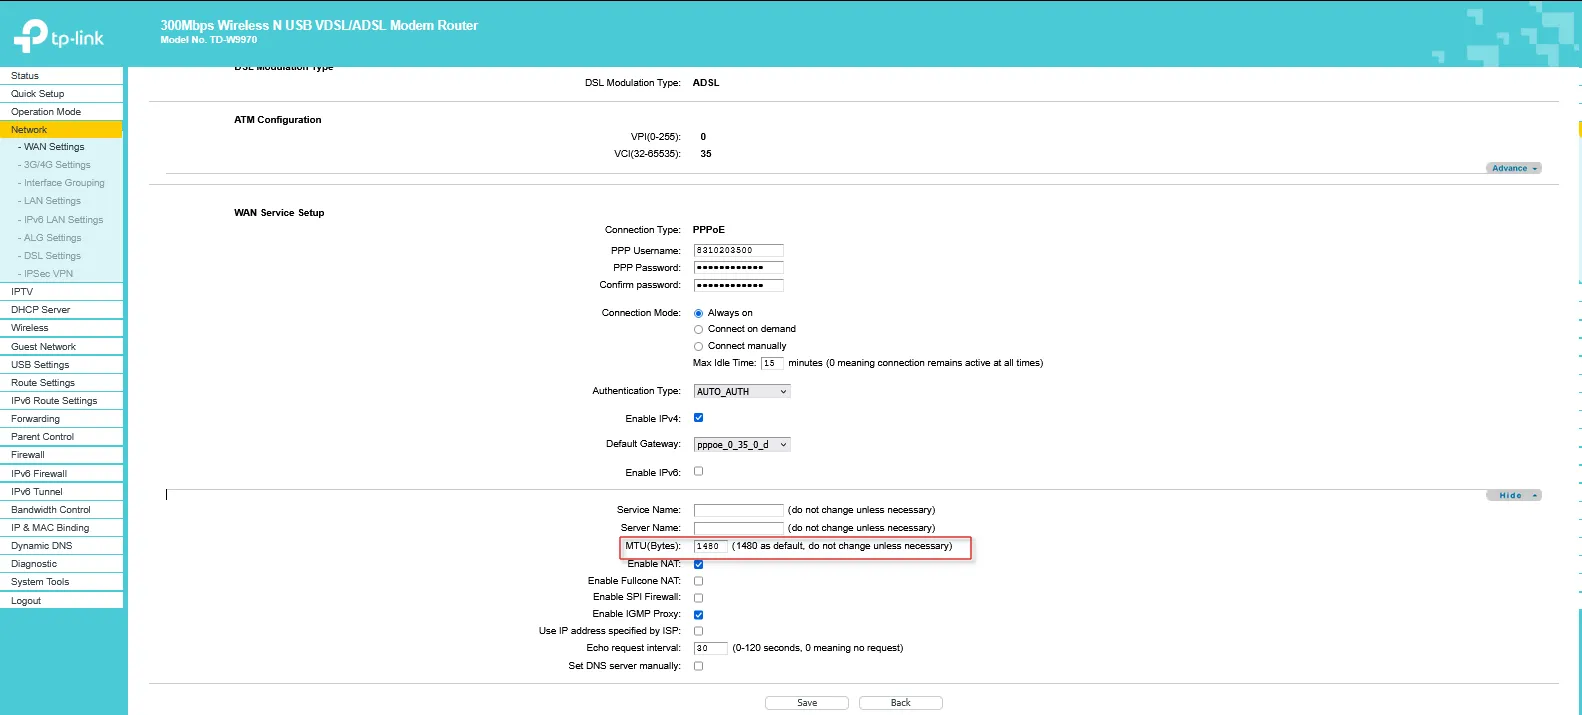 tp-link
300Mbps Wireless N USB VDSL/ADSL Modem Router
Model No. TD-W9970
Status
Quick Setup
Operation Mode
Network
- WAN Settings
- 3G/4G Settings
- Interface Grouping
- LAN Settings
- IPv6 LAN Settings
- ALG Settings
- DSL Settings
- IPSec VPN
IPTV
DHCP Server
Wireless
Guest Network
USB Settings
Route Settings
IPv6 Route Settings
Forwarding
Parent Control
Firewall
IPv6 Firewall
IPv6 Tunnel
Bandwidth Control
IP & MAC Binding
Dynamic DNS
Diagnostic
System Tools
Logout
DSL Modulation Type
DSL Modulation Type: ADSL
ATM Configuration
VPI(0-255): 0
VCI(32-65535): 35
Advance
WAN Service Setup
Connection Type: PPPoE
PPP Username: 8310203500
PPP Password: ••••••••••••
Confirm password: ••••••••••••
Connection Mode: Always on
Connect on demand
Connect manually
Max Idle Time: 15 minutes (0 meaning connection remains active at all times)
Authentication Type: AUTO_AUTH
Enable IPv4:
Default Gateway: pppoe_0_35_0_d
Enable IPv6:
Hide
Service Name: (do not change unless necessary)
Server Name: (do not change unless necessary)
MTU(Bytes): 1480 (1480 as default, do not change unless necessary)
Enable NAT:
Enable Fullcone NAT:
Enable SPI Firewall:
Enable IGMP Proxy:
Use IP address specified by ISP:
Echo request interval: 30 (0-120 seconds, 0 meaning no request)
Set DNS server manually:
Save Back